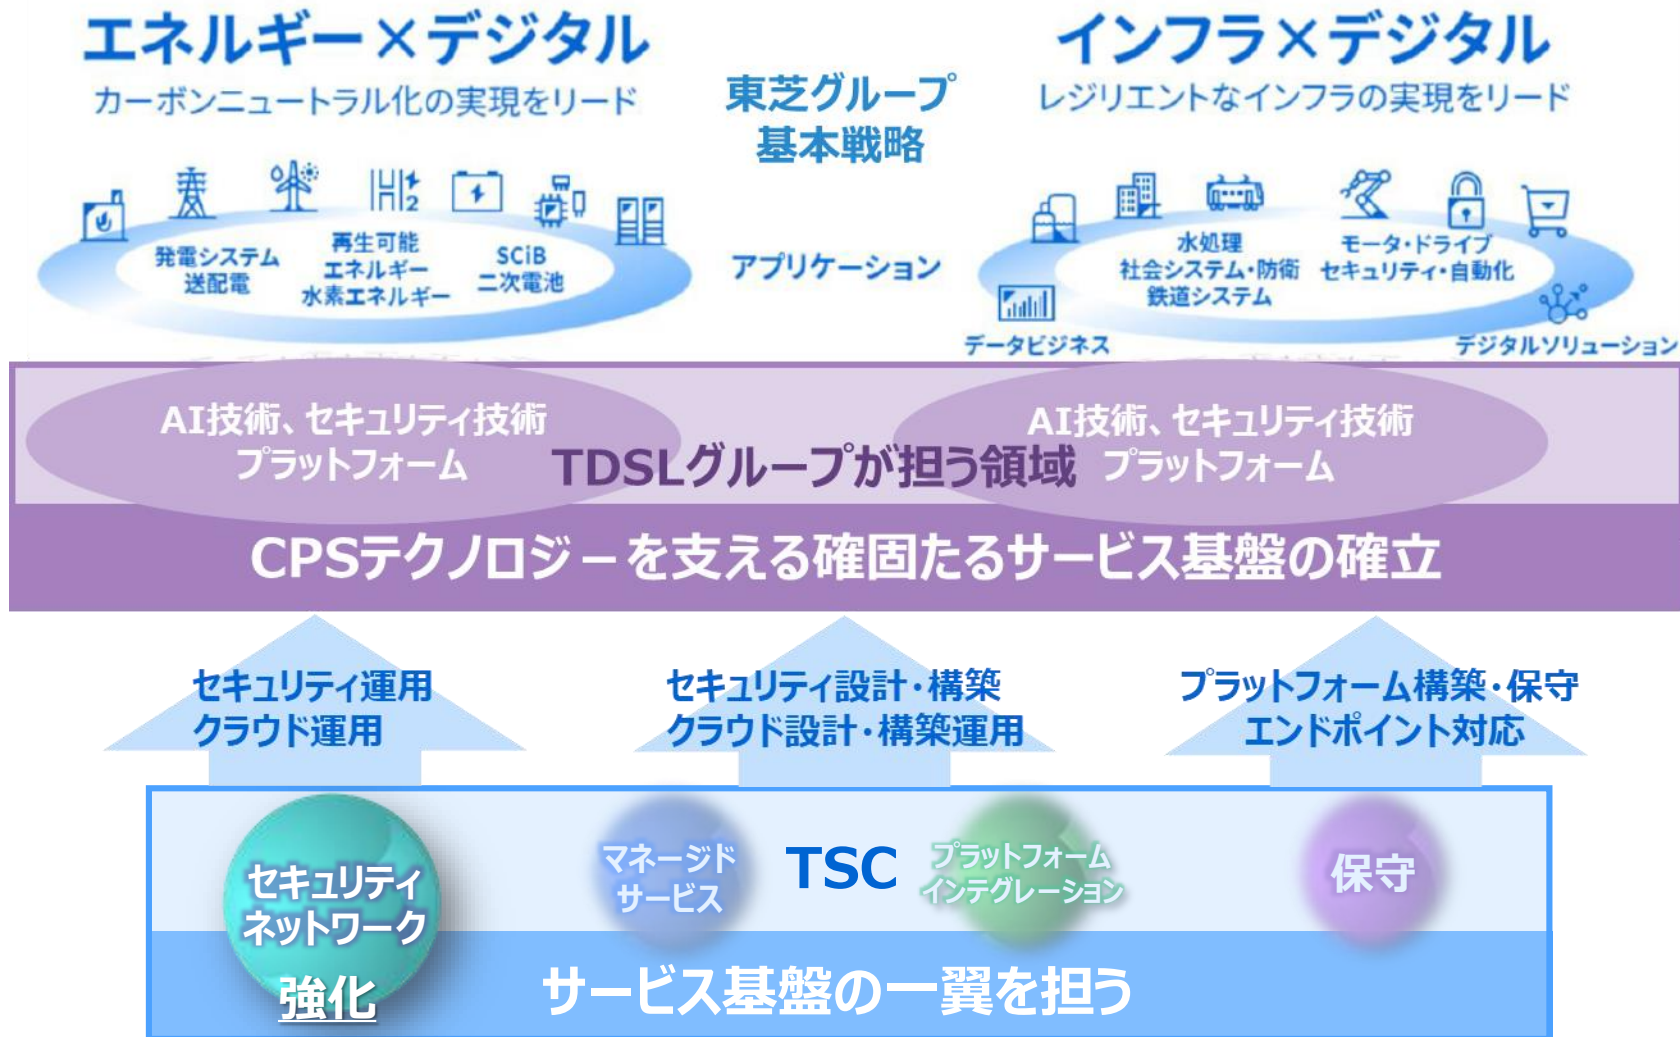 エネルギー×デジタル
カーボンニュートラル化の実現をリード
東芝グループ
基本戦略
インフラ×デジタル
レジリエントなインフラの実現をリード
H2
発電システム
送配電
再生可能
エネルギー
水素エネルギー
SCiB
二次電池
アプリケーション
水処理
社会システム・防衛
鉄道システム
モータ・ドライブ
セキュリティ・自動化
データビジネス
デジタルソリューション
AI技術、セキュリティ技術
プラットフォーム
TDSLグループが担う領域
AI技術、セキュリティ技術
プラットフォーム
CPSテクノロジ－を支える確固たるサービス基盤の確立
セキュリティ運用
クラウド運用
セキュリティ設計・構築
クラウド設計・構築運用
プラットフォーム構築・保守
エンドポイント対応
セキュリティ
ネットワーク
強化
マネージド
サービス
TSC
プラットフォーム
インテグレーション
保守
サービス基盤の一翼を担う